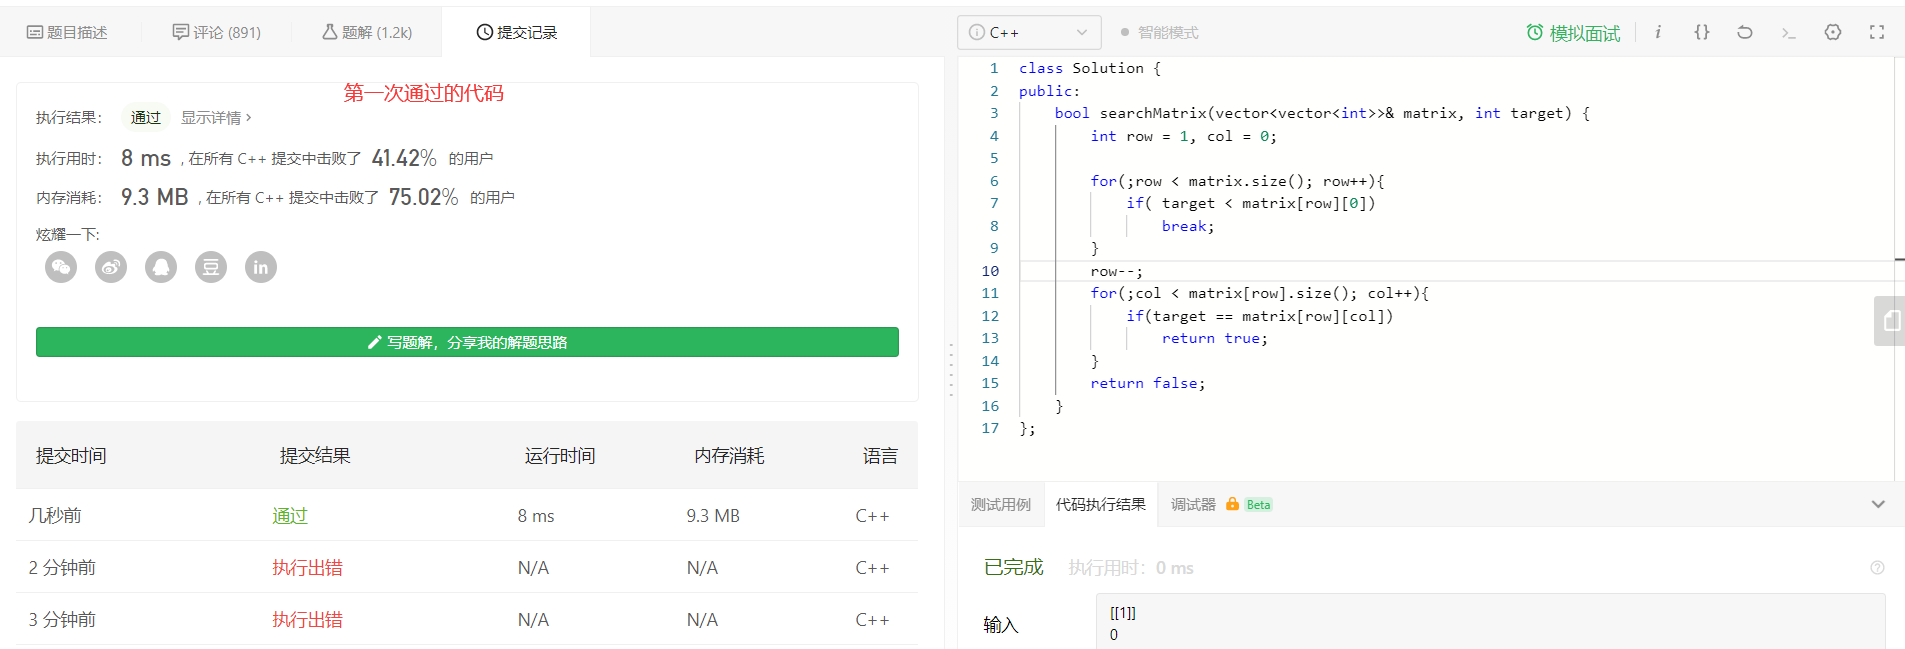 题目描述
评论 (891)
题解 (1.2k)
提交记录
第一次通过的代码
执行结果： 通过 显示详情 ›
执行用时： 8 ms ，在所有 C++ 提交中击败了 41.42% 的用户
内存消耗： 9.3 MB ，在所有 C++ 提交中击败了 75.02% 的用户
炫耀一下:
写题解，分享我的解题思路
提交时间 提交结果 运行时间 内存消耗 语言
几秒前 通过 8 ms 9.3 MB C++
2 分钟前 执行出错 N/A N/A C++
3 分钟前 执行出错 N/A N/A C++
C++
智能模式
模拟面试
1 class Solution {
2 public:
3     bool searchMatrix(vector<vector<int>>& matrix, int target) {
4         int row = 1, col = 0;
5
6         for(;row < matrix.size(); row++){
7             if( target < matrix[row][0])
8                 break;
9         }
10         row--;
11         for(;col < matrix[row].size(); col++){
12             if(target == matrix[row][col])
13                 return true;
14         }
15         return false;
16     }
17 };
测试用例
代码执行结果
调试器 Beta
已完成 执行用时：0 ms
输入
[[1]]
0